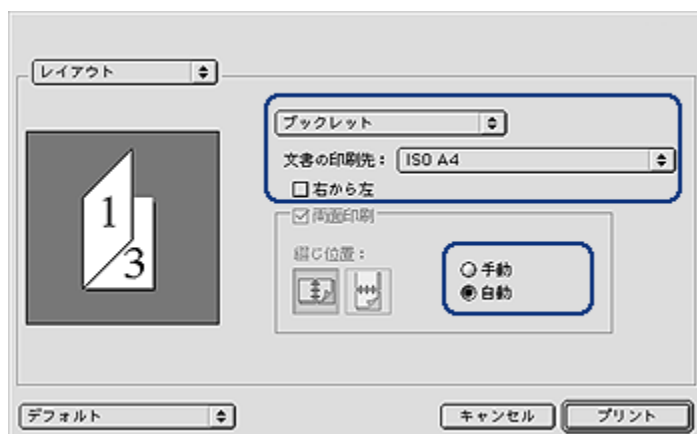 レイアウト
ブックレット
文書の印刷先： ISO A4
右から左
両面印刷
綴じ位置：
手動
自動
1
3
デフォルト
キャンセル
プリント